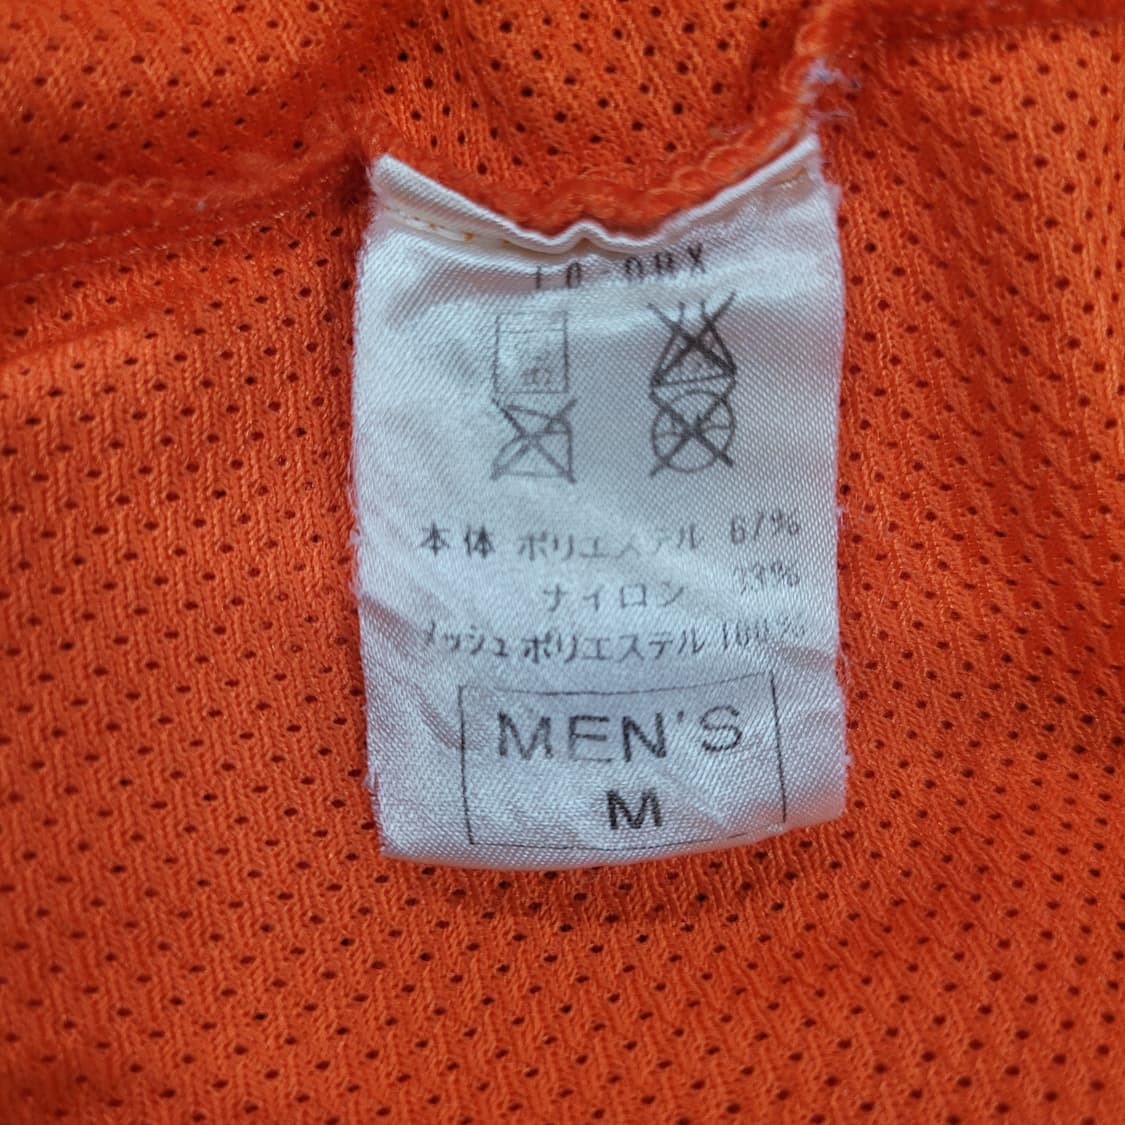 本体 ポリエステル 67%
ナイロン 33%
メッシュ ポリエステル 100%
MEN'S
M